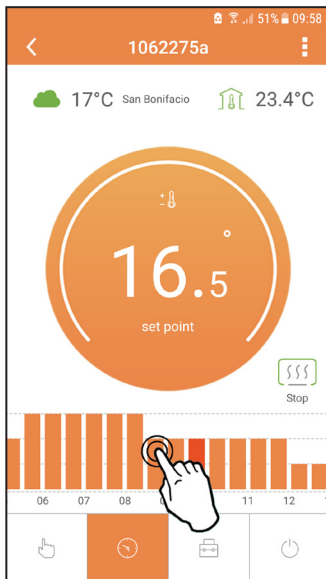 51% 09:58
1062275a
17°C San Bonifacio 23.4°C
16.5°
set point
Stop
06 07 08 11 12